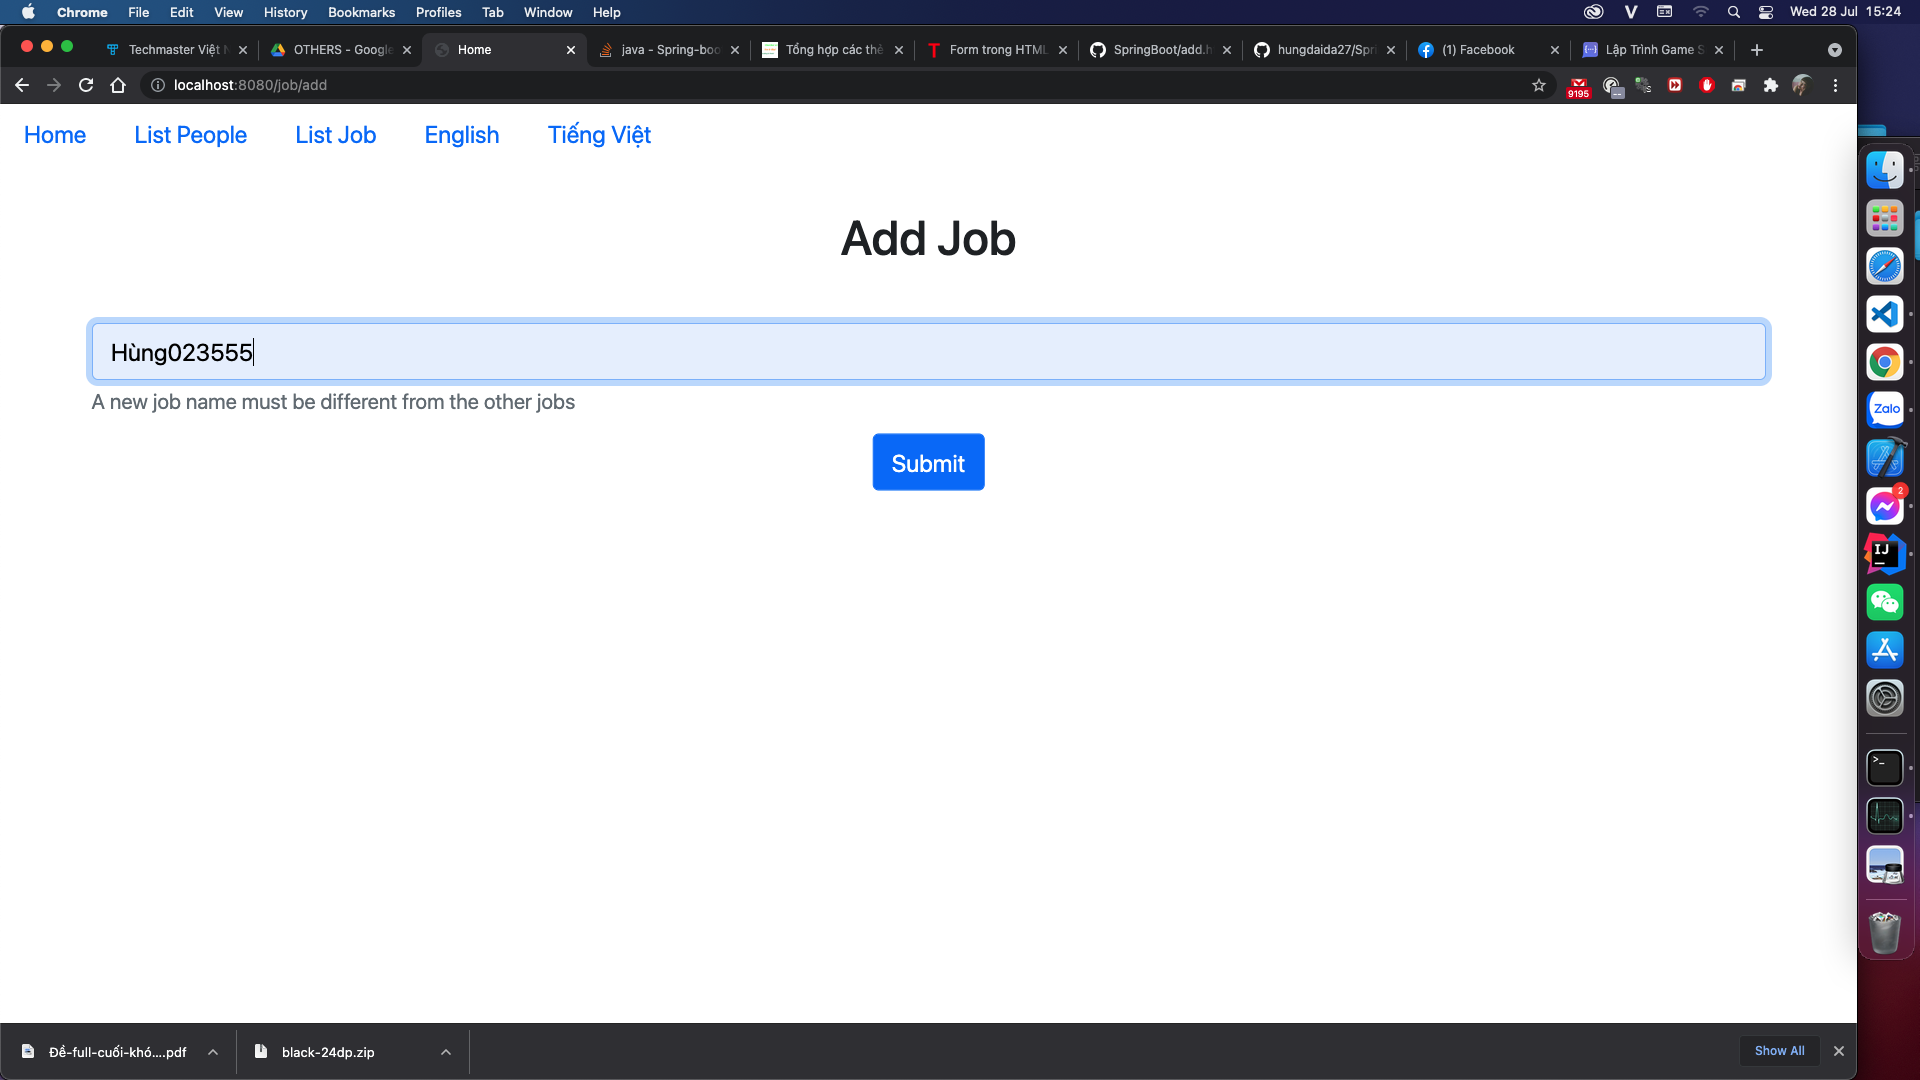 Chrome File Edit View History Bookmarks Profiles Tab Window Help Wed 28 Jul 15:24
Techmaster Việt N OTHERS - Google Home java - Spring-boo Tổng hợp các thẻ Form trong HTML SpringBoot/add.h hungdaida27/Spri (1) Facebook Lập Trình Game S
localhost:8080/job/add 9195
Home List People List Job English Tiếng Việt
Add Job
Hùng023555
A new job name must be different from the other jobs
Submit
Zalo
2
IJ
Đề-full-cuối-khó....pdf black-24dp.zip Show All